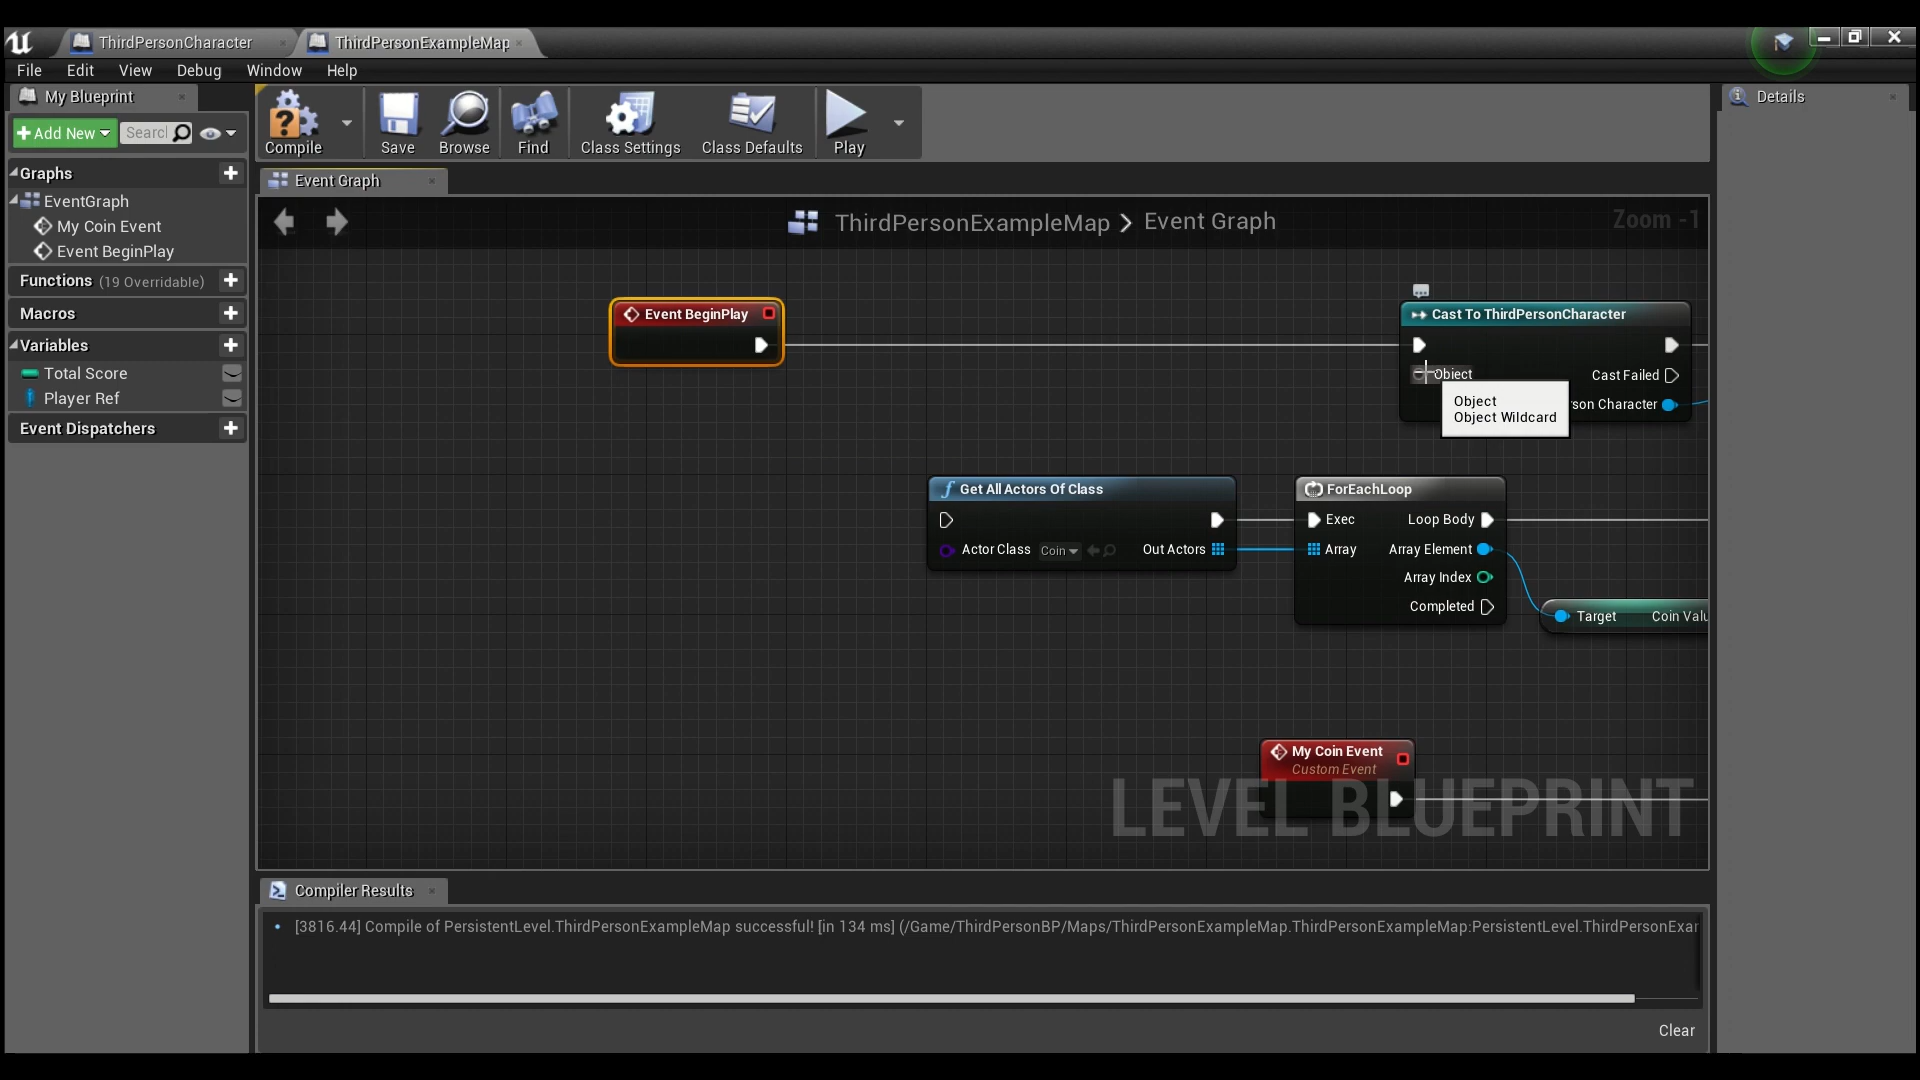 ThirdPersonCharacter
ThirdPersonExampleMap
File Edit View Debug Window Help
My Blueprint
Details
Add New
Search
Compile
Save
Browse
Find
Class Settings
Class Defaults
Play
Graphs
EventGraph
My Coin Event
Event BeginPlay
Functions (19 Overridable)
Macros
Variables
Total Score
Player Ref
Event Dispatchers
Event Graph
ThirdPersonExampleMap > Event Graph
Zoom -1
Event BeginPlay
Cast To ThirdPersonCharacter
Object
Cast Failed
son Character
Object
Object Wildcard
Get All Actors Of Class
Actor Class Coin
Out Actors
ForEachLoop
Exec
Loop Body
Array
Array Element
Array Index
Completed
Target
Coin Valu
My Coin Event
Custom Event
LEVEL BLUEPRINT
Compiler Results
[3816.44] Compile of PersistentLevel.ThirdPersonExampleMap successful! [in 134 ms] (/Game/ThirdPersonBP/Maps/ThirdPersonExampleMap.ThirdPersonExampleMap:PersistentLevel.ThirdPersonExar
Clear